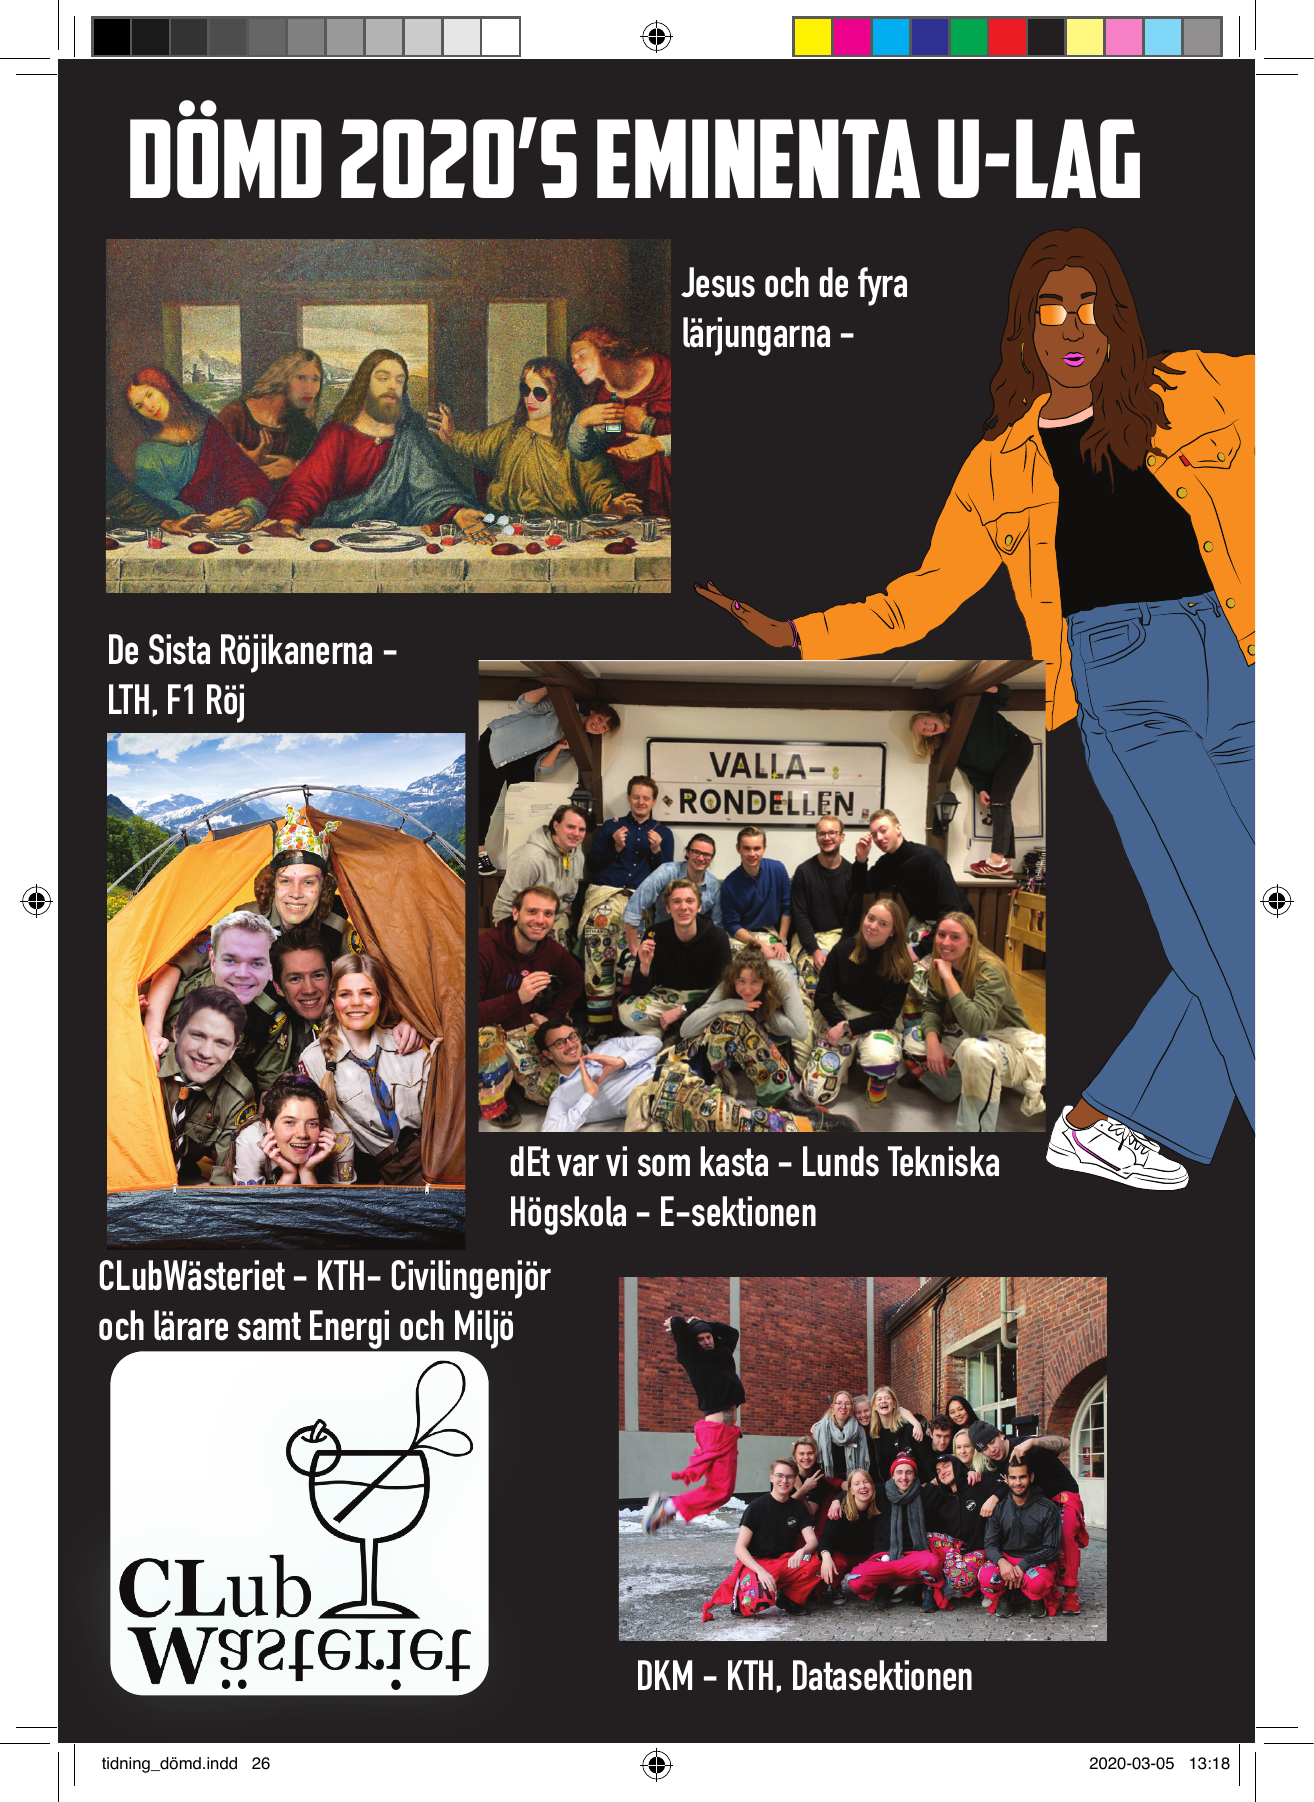 DÖMD 2020'S EMINENTA U-LAG
Jesus och de fyra
lärjungarna -
De Sista Röjikanerna -
LTH, F1 Röj
VALLA-
RONDELLEN
dEt var vi som kasta - Lunds Tekniska
Högskola - E-sektionen
CLubWästeriet - KTH- Civilingenjör
och lärare samt Energi och Miljö
CLub
Wästeriet
DKM - KTH, Datasektionen
tidning_dömd.indd 26
2020-03-05 13:18